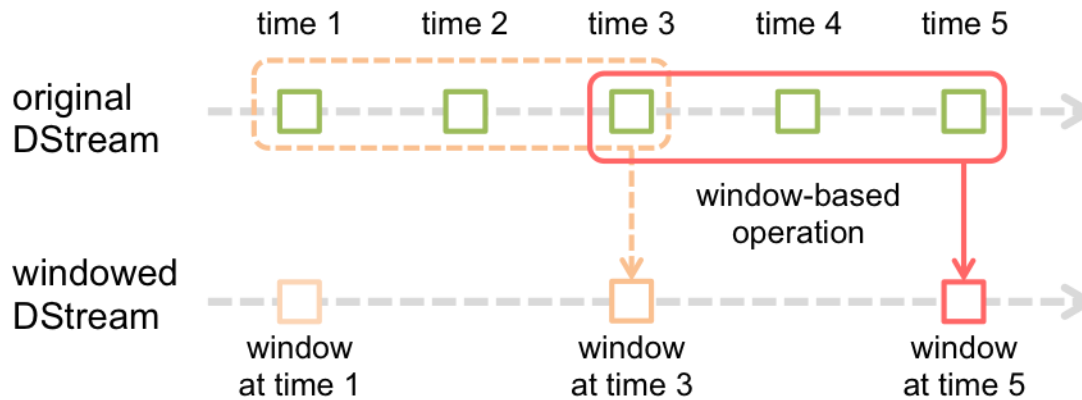 time 1 time 2 time 3 time 4 time 5
original
DStream
window-based
operation
windowed
DStream
window
at time 1
window
at time 3
window
at time 5